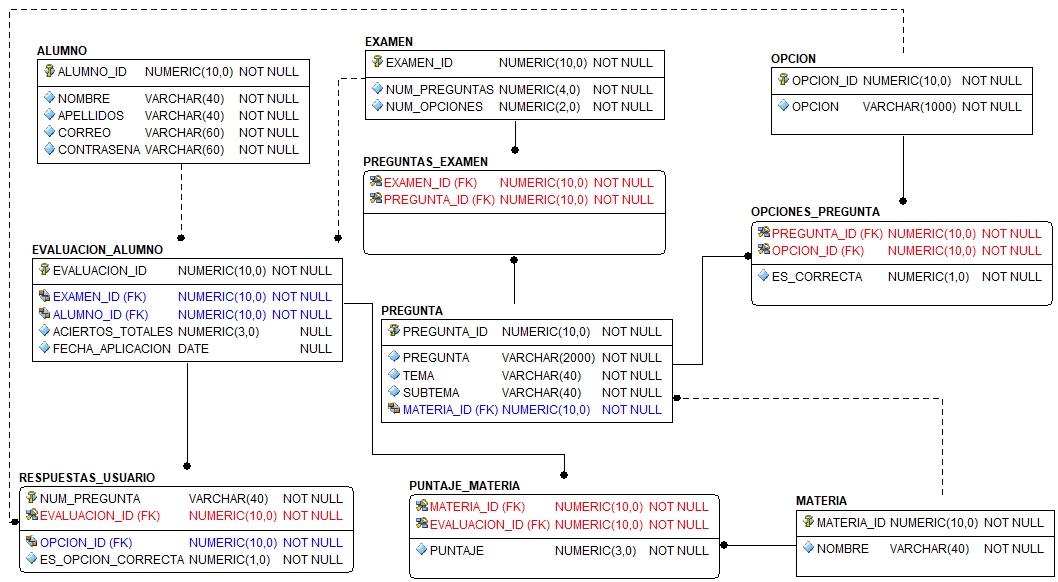 ALUMNO
ALUMNO_ID NUMERIC(10,0) NOT NULL
NOMBRE VARCHAR(40) NOT NULL
APELLIDOS VARCHAR(40) NOT NULL
CORREO VARCHAR(60) NOT NULL
CONTRASENA VARCHAR(60) NOT NULL
EXAMEN
EXAMEN_ID NUMERIC(10,0) NOT NULL
NUM_PREGUNTAS NUMERIC(4,0) NOT NULL
NUM_OPCIONES NUMERIC(2,0) NOT NULL
OPCION
OPCION_ID NUMERIC(10,0) NOT NULL
OPCION VARCHAR(1000) NOT NULL
PREGUNTAS_EXAMEN
EXAMEN_ID (FK) NUMERIC(10,0) NOT NULL
PREGUNTA_ID (FK) NUMERIC(10,0) NOT NULL
OPCIONES_PREGUNTA
PREGUNTA_ID (FK) NUMERIC(10,0) NOT NULL
OPCION_ID (FK) NUMERIC(10,0) NOT NULL
ES_CORRECTA NUMERIC(1,0) NOT NULL
EVALUACION_ALUMNO
EVALUACION_ID NUMERIC(10,0) NOT NULL
EXAMEN_ID (FK) NUMERIC(10,0) NOT NULL
ALUMNO_ID (FK) NUMERIC(10,0) NOT NULL
ACIERTOS_TOTALES NUMERIC(3,0) NULL
FECHA_APLICACION DATE NULL
PREGUNTA
PREGUNTA_ID NUMERIC(10,0) NOT NULL
PREGUNTA VARCHAR(2000) NOT NULL
TEMA VARCHAR(40) NOT NULL
SUBTEMA VARCHAR(40) NOT NULL
MATERIA_ID (FK) NUMERIC(10,0) NOT NULL
RESPUESTAS_USUARIO
NUM_PREGUNTA VARCHAR(40) NOT NULL
EVALUACION_ID (FK) NUMERIC(10,0) NOT NULL
OPCION_ID (FK) NUMERIC(10,0) NOT NULL
ES_OPCION_CORRECTA NUMERIC(1,0) NOT NULL
PUNTAJE_MATERIA
MATERIA_ID (FK) NUMERIC(10,0) NOT NULL
EVALUACION_ID (FK) NUMERIC(10,0) NOT NULL
PUNTAJE NUMERIC(3,0) NOT NULL
MATERIA
MATERIA_ID NUMERIC(10,0) NOT NULL
NOMBRE VARCHAR(40) NOT NULL